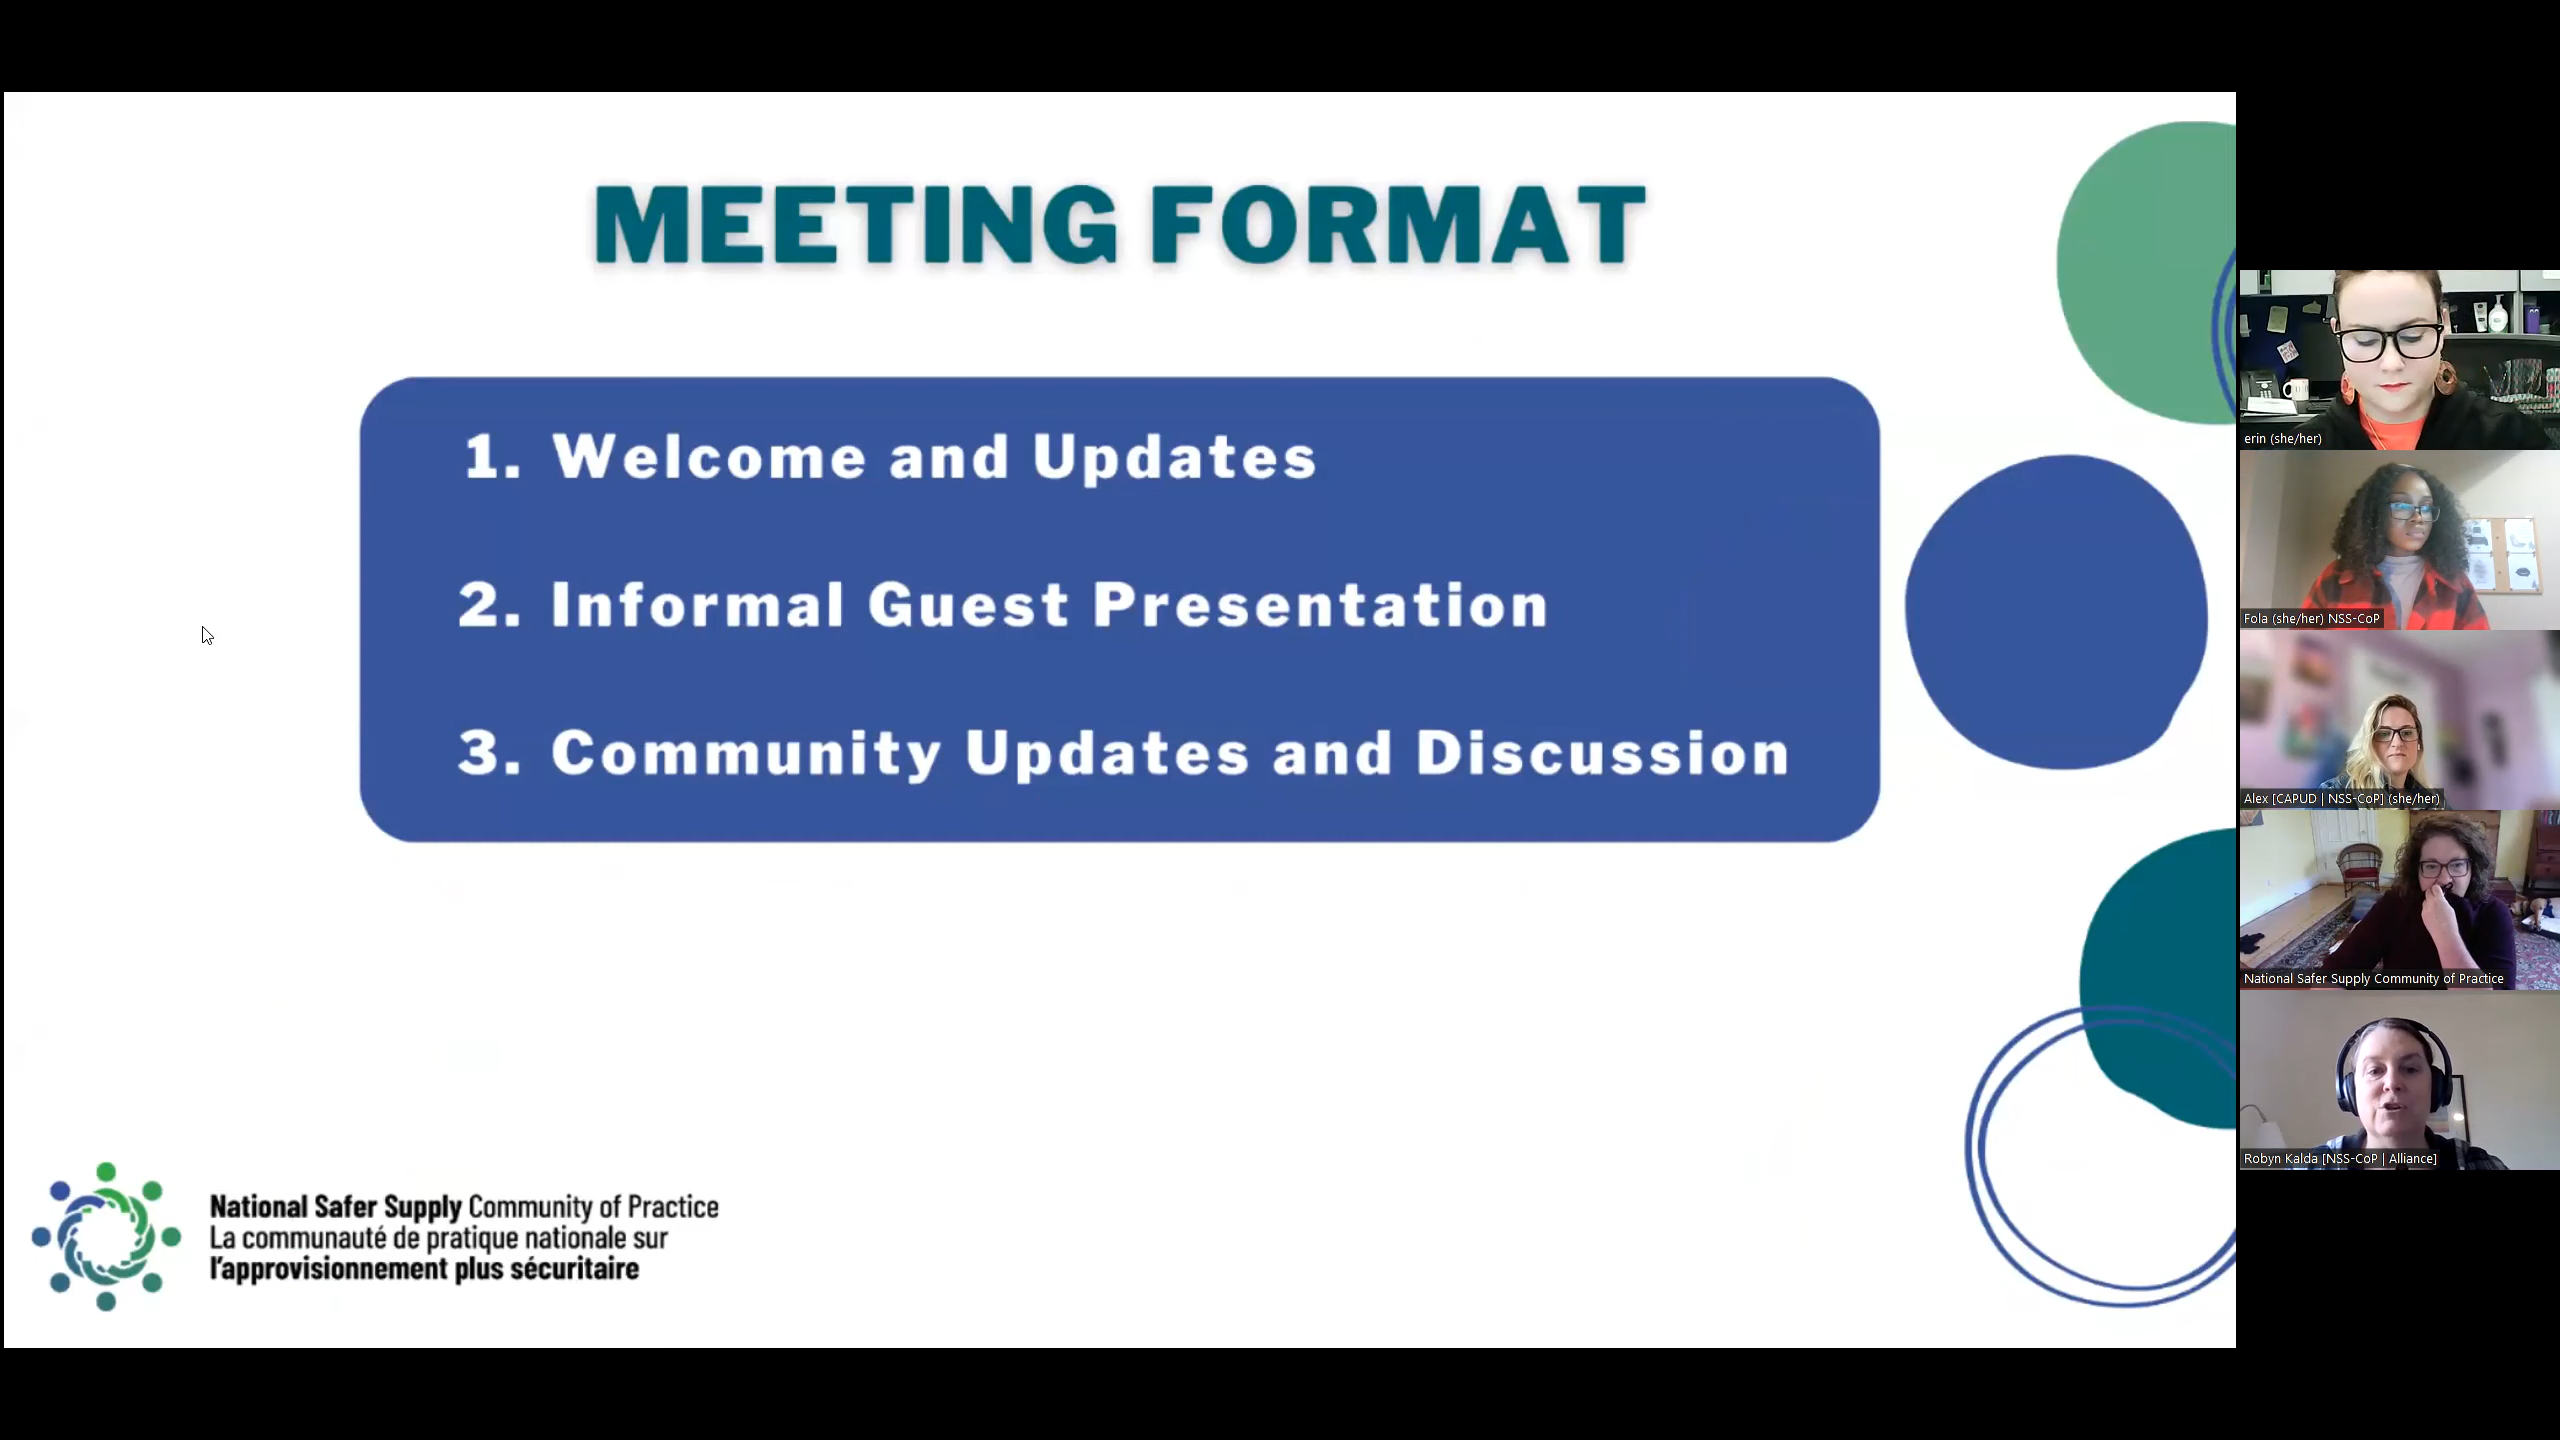 MEETING FORMAT
1. Welcome and Updates
2. Informal Guest Presentation
3. Community Updates and Discussion
National Safer Supply Community of Practice
La communauté de pratique nationale sur
l'approvisionnement plus sécuritaire
erin (she/her)
Fola (she/her) NSS-CoP
Alex [CAPUD | NSS-CoP] (she/her)
National Safer Supply Community of Practice
Robyn Kalda [NSS-CoP | Alliance]